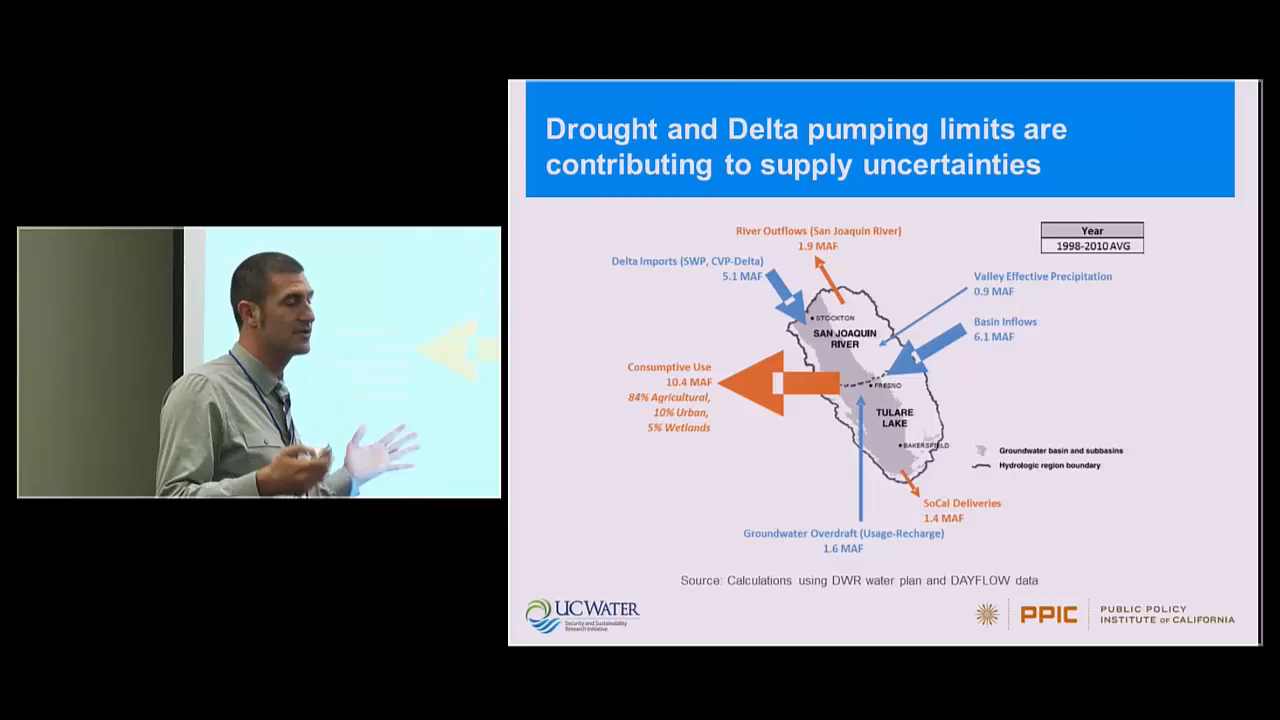 Drought and Delta pumping limits are
contributing to supply uncertainties
River Outflows (San Joaquin River)
1.9 MAF
Year
1998-2010 AVG
Delta Imports (SWP, CVP-Delta)
5.1 MAF
Valley Effective Precipitation
0.9 MAF
STOCKTON
SAN JOAQUIN
RIVER
Basin Inflows
6.1 MAF
Consumptive Use
10.4 MAF
84% Agricultural,
10% Urban,
5% Wetlands
FRESNO
TULARE
LAKE
BAKERSFIELD
Groundwater basin and subbasins
Hydrologic region boundary
SoCal Deliveries
1.4 MAF
Groundwater Overdraft (Usage-Recharge)
1.6 MAF
Source: Calculations using DWR water plan and DAYFLOW data
UC WATER
Security and Sustainability
Research Initiative
PPIC
PUBLIC POLICY
INSTITUTE OF CALIFORNIA